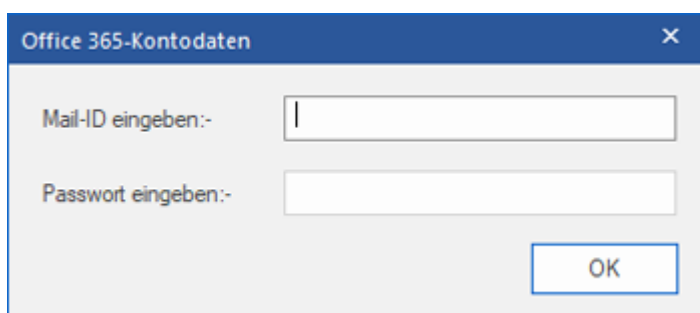 Office 365-Kontodaten
Mail-ID eingeben:-
Passwort eingeben:-
OK